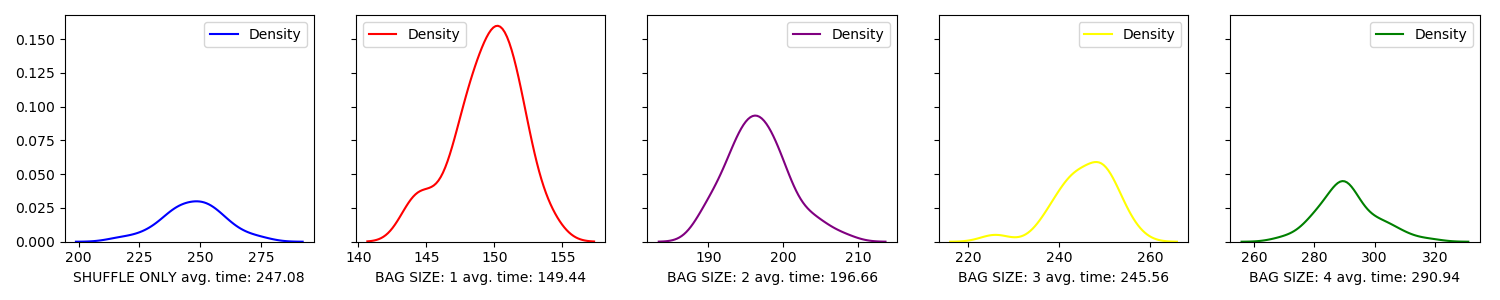 Density
Density
Density
Density
Density
0.150
0.125
0.100
0.075
0.050
0.025
0.000
200 225 250 275
140 145 150 155
190 200 210
220 240 260
260 280 300 320
SHUFFLE ONLY avg. time: 247.08
BAG SIZE: 1 avg. time: 149.44
BAG SIZE: 2 avg. time: 196.66
BAG SIZE: 3 avg. time: 245.56
BAG SIZE: 4 avg. time: 290.94